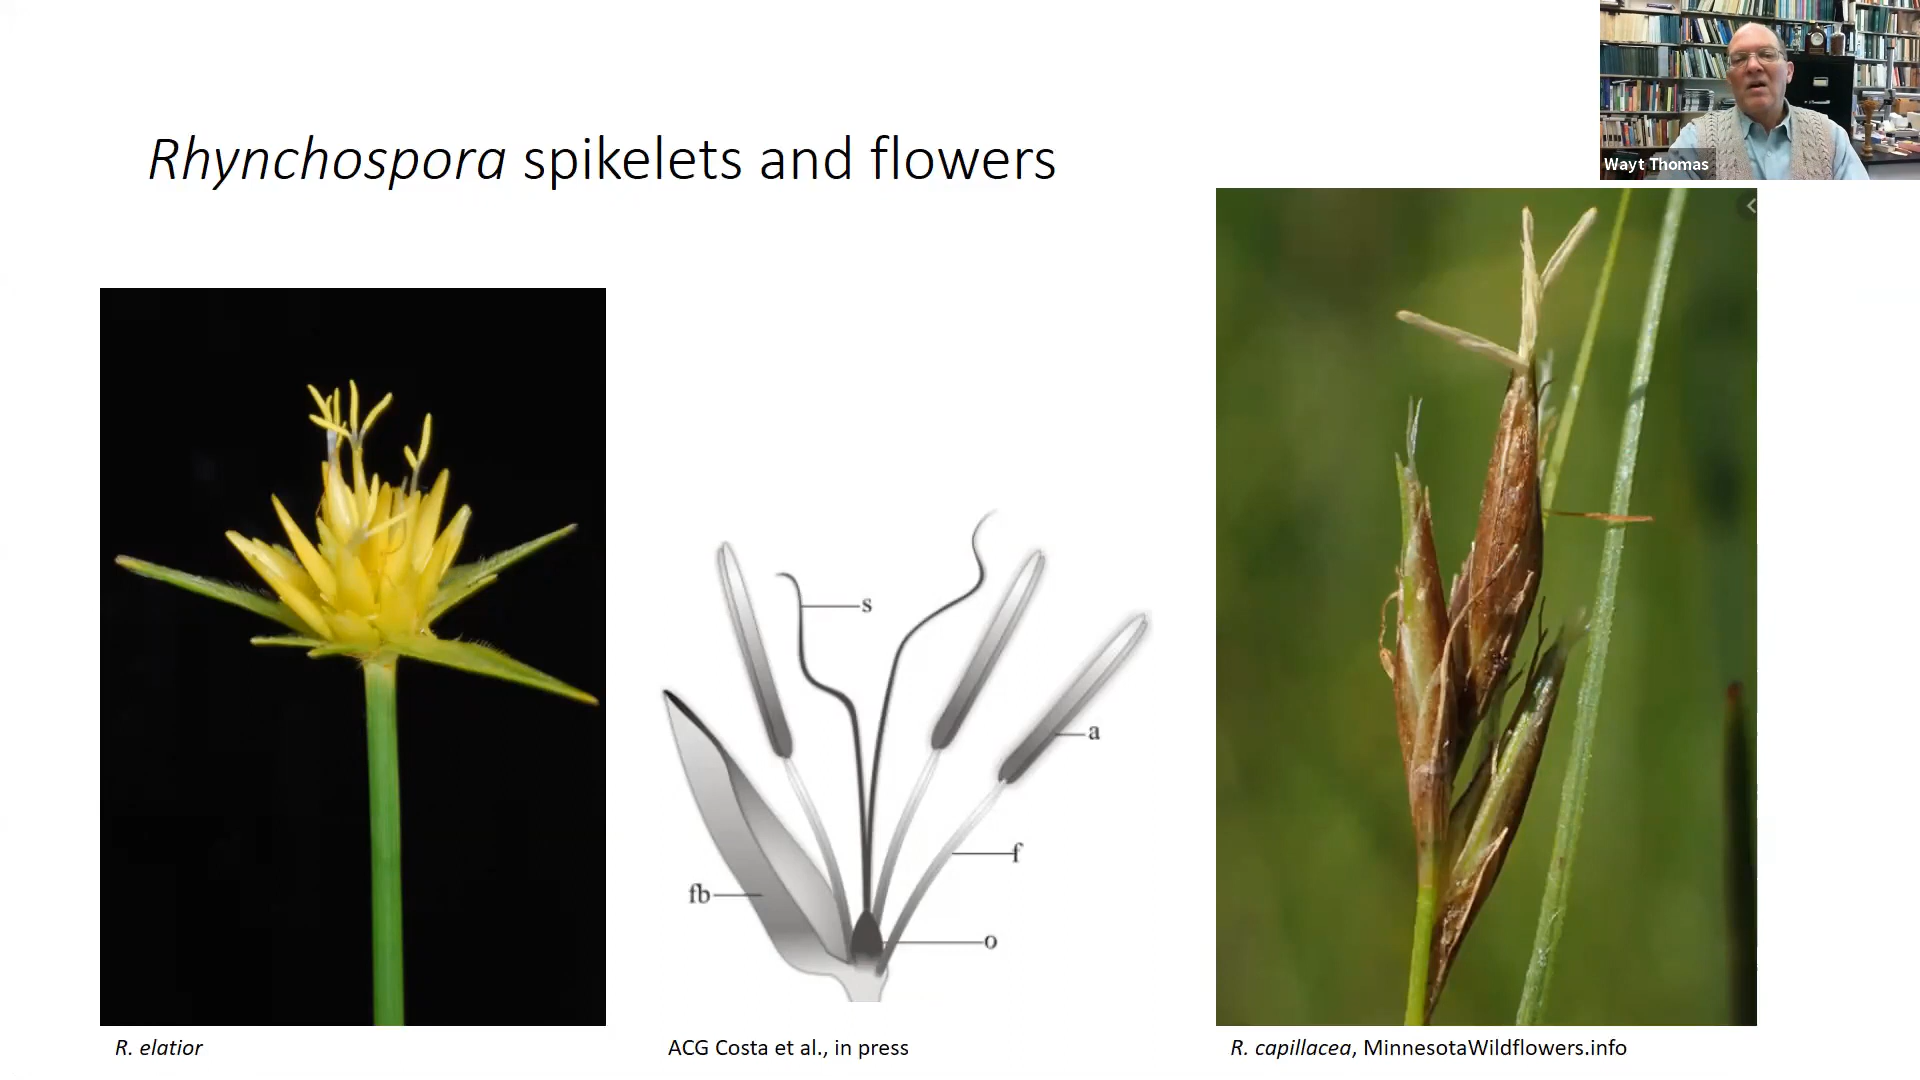 Wayt Thomas
Rhynchospora spikelets and flowers
s
a
f
fb
o
R. elatior
ACG Costa et al., in press
R. capillacea, MinnesotaWildflowers.info